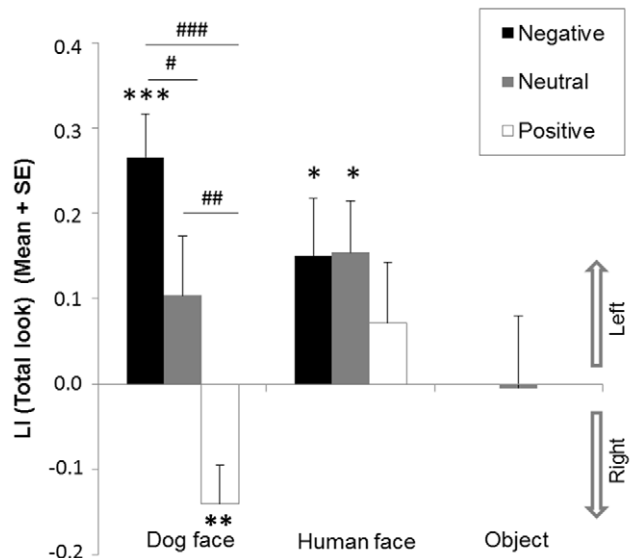 0.4
0.3
0.2
0.1
0.0
-0.1
-0.2
LI (Total look) (Mean + SE)
###
#
***
##
**
*
*
Negative
Neutral
Positive
Left
Right
Dog face
Human face
Object